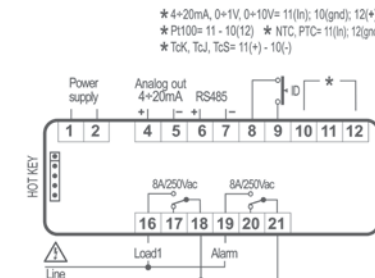 * 4÷20mA, 0÷1V, 0÷10V= 11(In); 10(gnd); 12(+)
* Pt100= 11 - 10(12) * NTC, PTC= 11(In); 12(gnd
* TcK, TcJ, TcS= 11(+) - 10(-)
Power supply
Analog out 4÷20mA
RS485
ID
*
+ - + -
1 2 4 5 6 7 8 9 10 11 12
HOT KEY
8A/250Vac 8A/250Vac
16 17 18 19 20 21
Load1 Alarm
Line